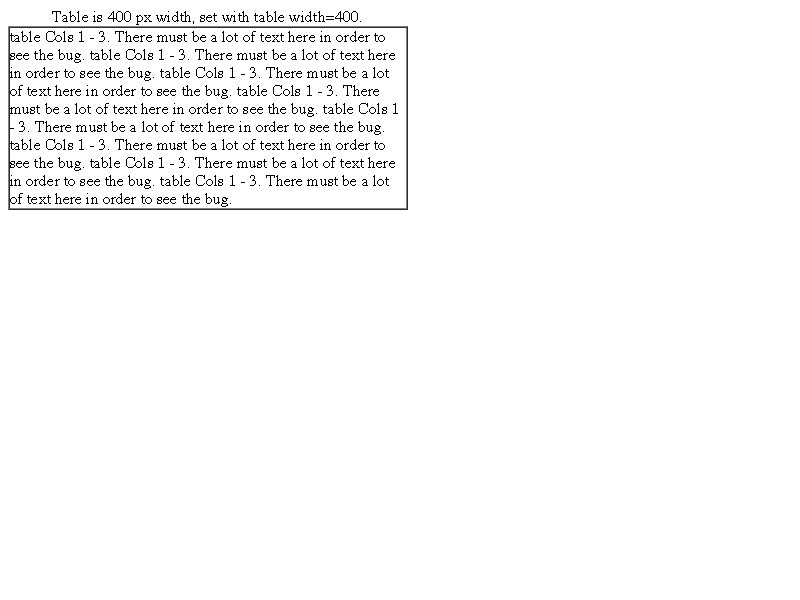 Table is 400 px width, set with table width=400.
table Cols 1 - 3. There must be a lot of text here in order to
see the bug. table Cols 1 - 3. There must be a lot of text here
in order to see the bug. table Cols 1 - 3. There must be a lot
of text here in order to see the bug. table Cols 1 - 3. There
must be a lot of text here in order to see the bug. table Cols 1
- 3. There must be a lot of text here in order to see the bug.
table Cols 1 - 3. There must be a lot of text here in order to
see the bug. table Cols 1 - 3. There must be a lot of text here
in order to see the bug. table Cols 1 - 3. There must be a lot
of text here in order to see the bug.